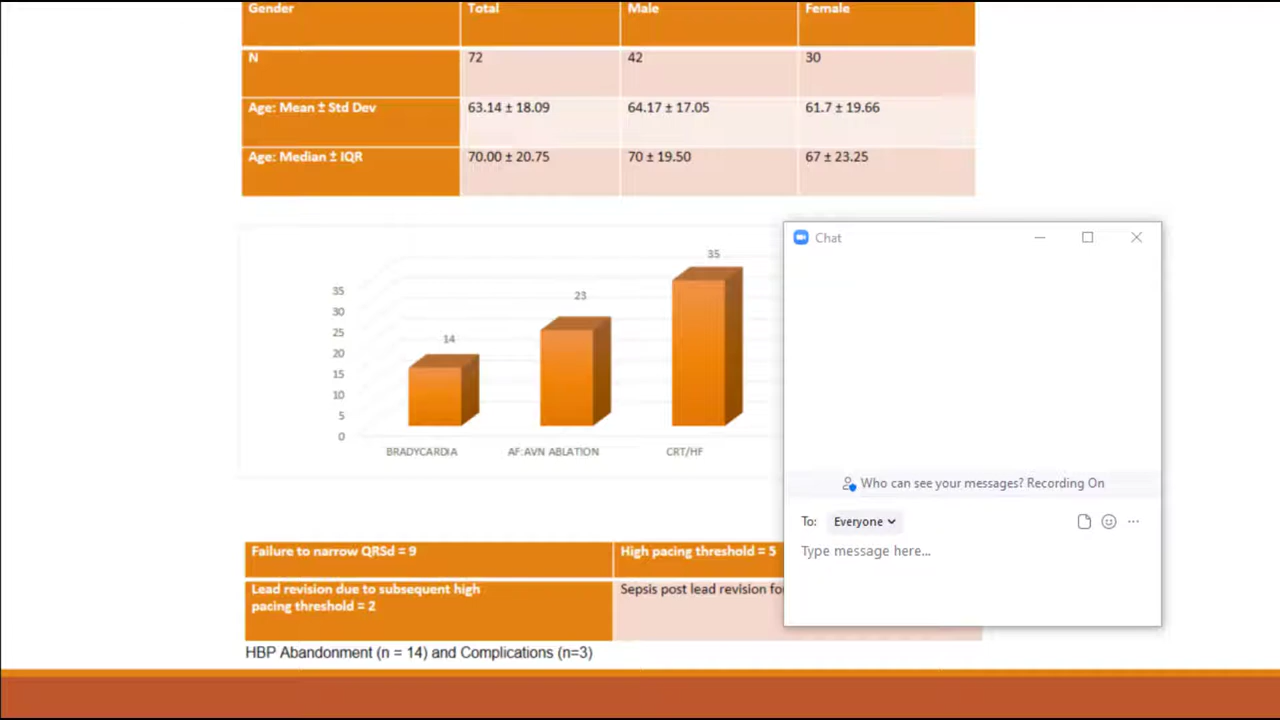 Gender Total Male Female
N 72 42 30
Age: Mean ± Std Dev 63.14 ± 18.09 64.17 ± 17.05 61.7 ± 19.66
Age: Median ± IQR 70.00 ± 20.75 70 ± 19.50 67 ± 23.25
Chat
35
23
14
35
30
25
20
15
10
5
0
BRADYCARDIA AF:AVN ABLATION CRT/HF
Who can see your messages? Recording On
To: Everyone
Type message here...
Failure to narrow QRSd = 9 High pacing threshold = 5
Lead revision due to subsequent high
pacing threshold = 2
Sepsis post lead revision
HBP Abandonment (n = 14) and Complications (n=3)